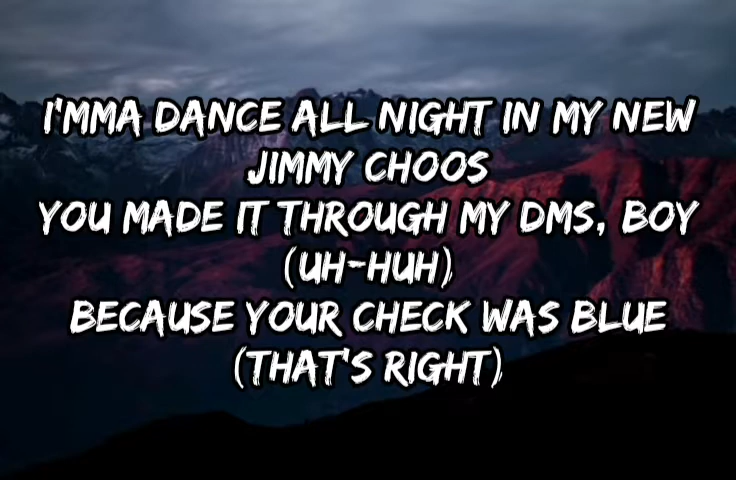 I'MMA DANCE ALL NIGHT IN MY NEW
JIMMY CHOOS
YOU MADE IT THROUGH MY DMS, BOY
(UH-HUH)
BECAUSE YOUR CHECK WAS BLUE
(THAT'S RIGHT)